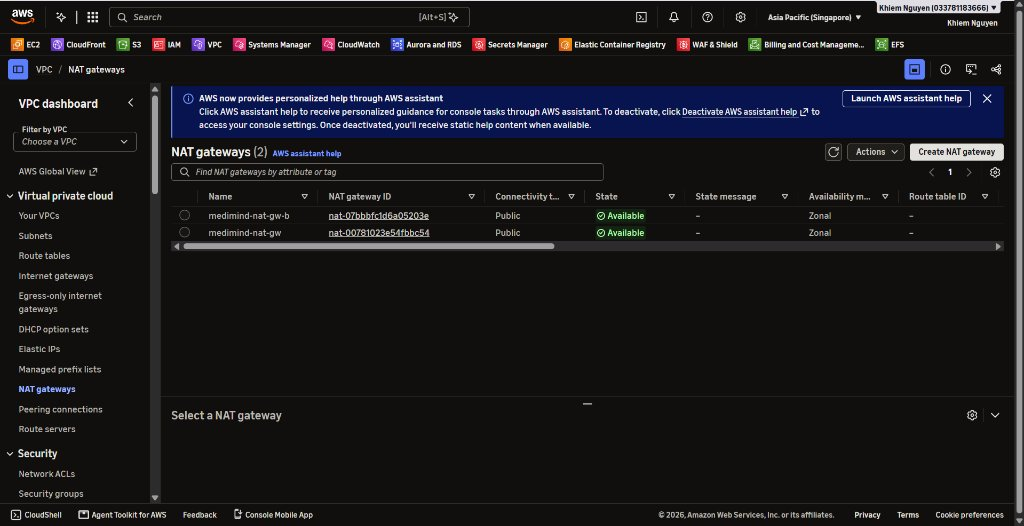 aws
Search [Alt+S]
Asia Pacific (Singapore)
Khiem Nguyen (033781183666)
Khiem Nguyen
EC2 CloudFront S3 IAM VPC Systems Manager CloudWatch Aurora and RDS Secrets Manager Elastic Container Registry WAF & Shield Billing and Cost Manageme... EFS
VPC / NAT gateways
VPC dashboard
Filter by VPC
Choose a VPC
AWS Global View
Virtual private cloud
Your VPCs
Subnets
Route tables
Internet gateways
Egress-only internet
gateways
DHCP option sets
Elastic IPs
Managed prefix lists
NAT gateways
Peering connections
Route servers
Security
Network ACLs
Security groups
AWS now provides personalized help through AWS assistant
Click AWS assistant help to receive personalized guidance for console tasks through AWS assistant. To deactivate, click Deactivate AWS assistant help to
access your console settings. Once deactivated, you'll receive static help content when available.
Launch AWS assistant help
NAT gateways (2) AWS assistant help
Actions
Create NAT gateway
Find NAT gateways by attribute or tag
1
Name NAT gateway ID Connectivity t... State State message Availability m... Route table ID
medimind-nat-gw-b nat-07bbbfc1d6a05203e Public Available – Zonal –
medimind-nat-gw nat-00781023e54fbbc54 Public Available – Zonal –
Select a NAT gateway
CloudShell Agent Toolkit for AWS Feedback Console Mobile App
© 2026, Amazon Web Services, Inc. or its affiliates. Privacy Terms Cookie preferences